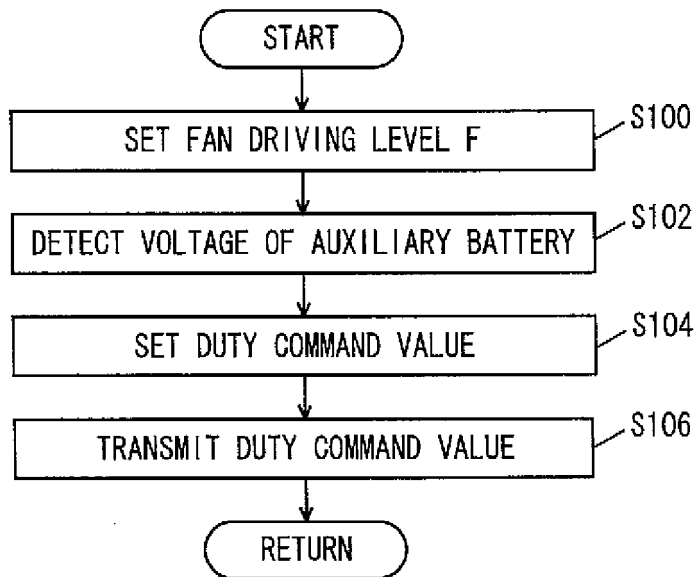 START
SET FAN DRIVING LEVEL F
S100
DETECT VOLTAGE OF AUXILIARY BATTERY
S102
SET DUTY COMMAND VALUE
S104
TRANSMIT DUTY COMMAND VALUE
S106
RETURN